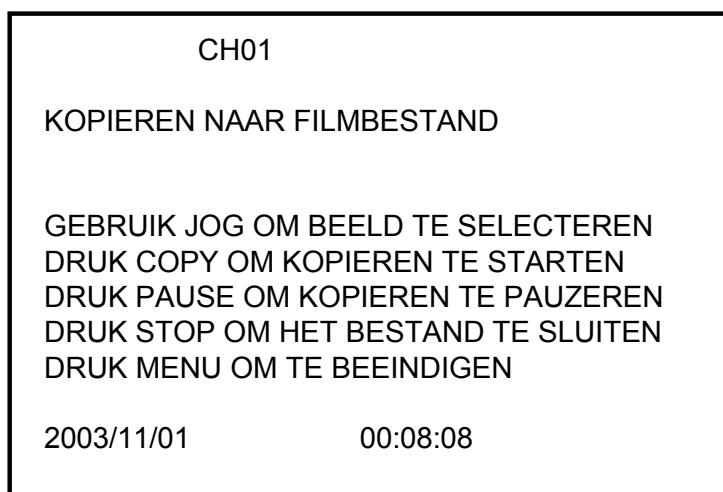 CH01
KOPIEREN NAAR FILMBESTAND
GEBRUIK JOG OM BEELD TE SELECTEREN
DRUK COPY OM KOPIEREN TE STARTEN
DRUK PAUSE OM KOPIEREN TE PAUZEREN
DRUK STOP OM HET BESTAND TE SLUITEN
DRUK MENU OM TE BEEINDIGEN
2003/11/01 00:08:08